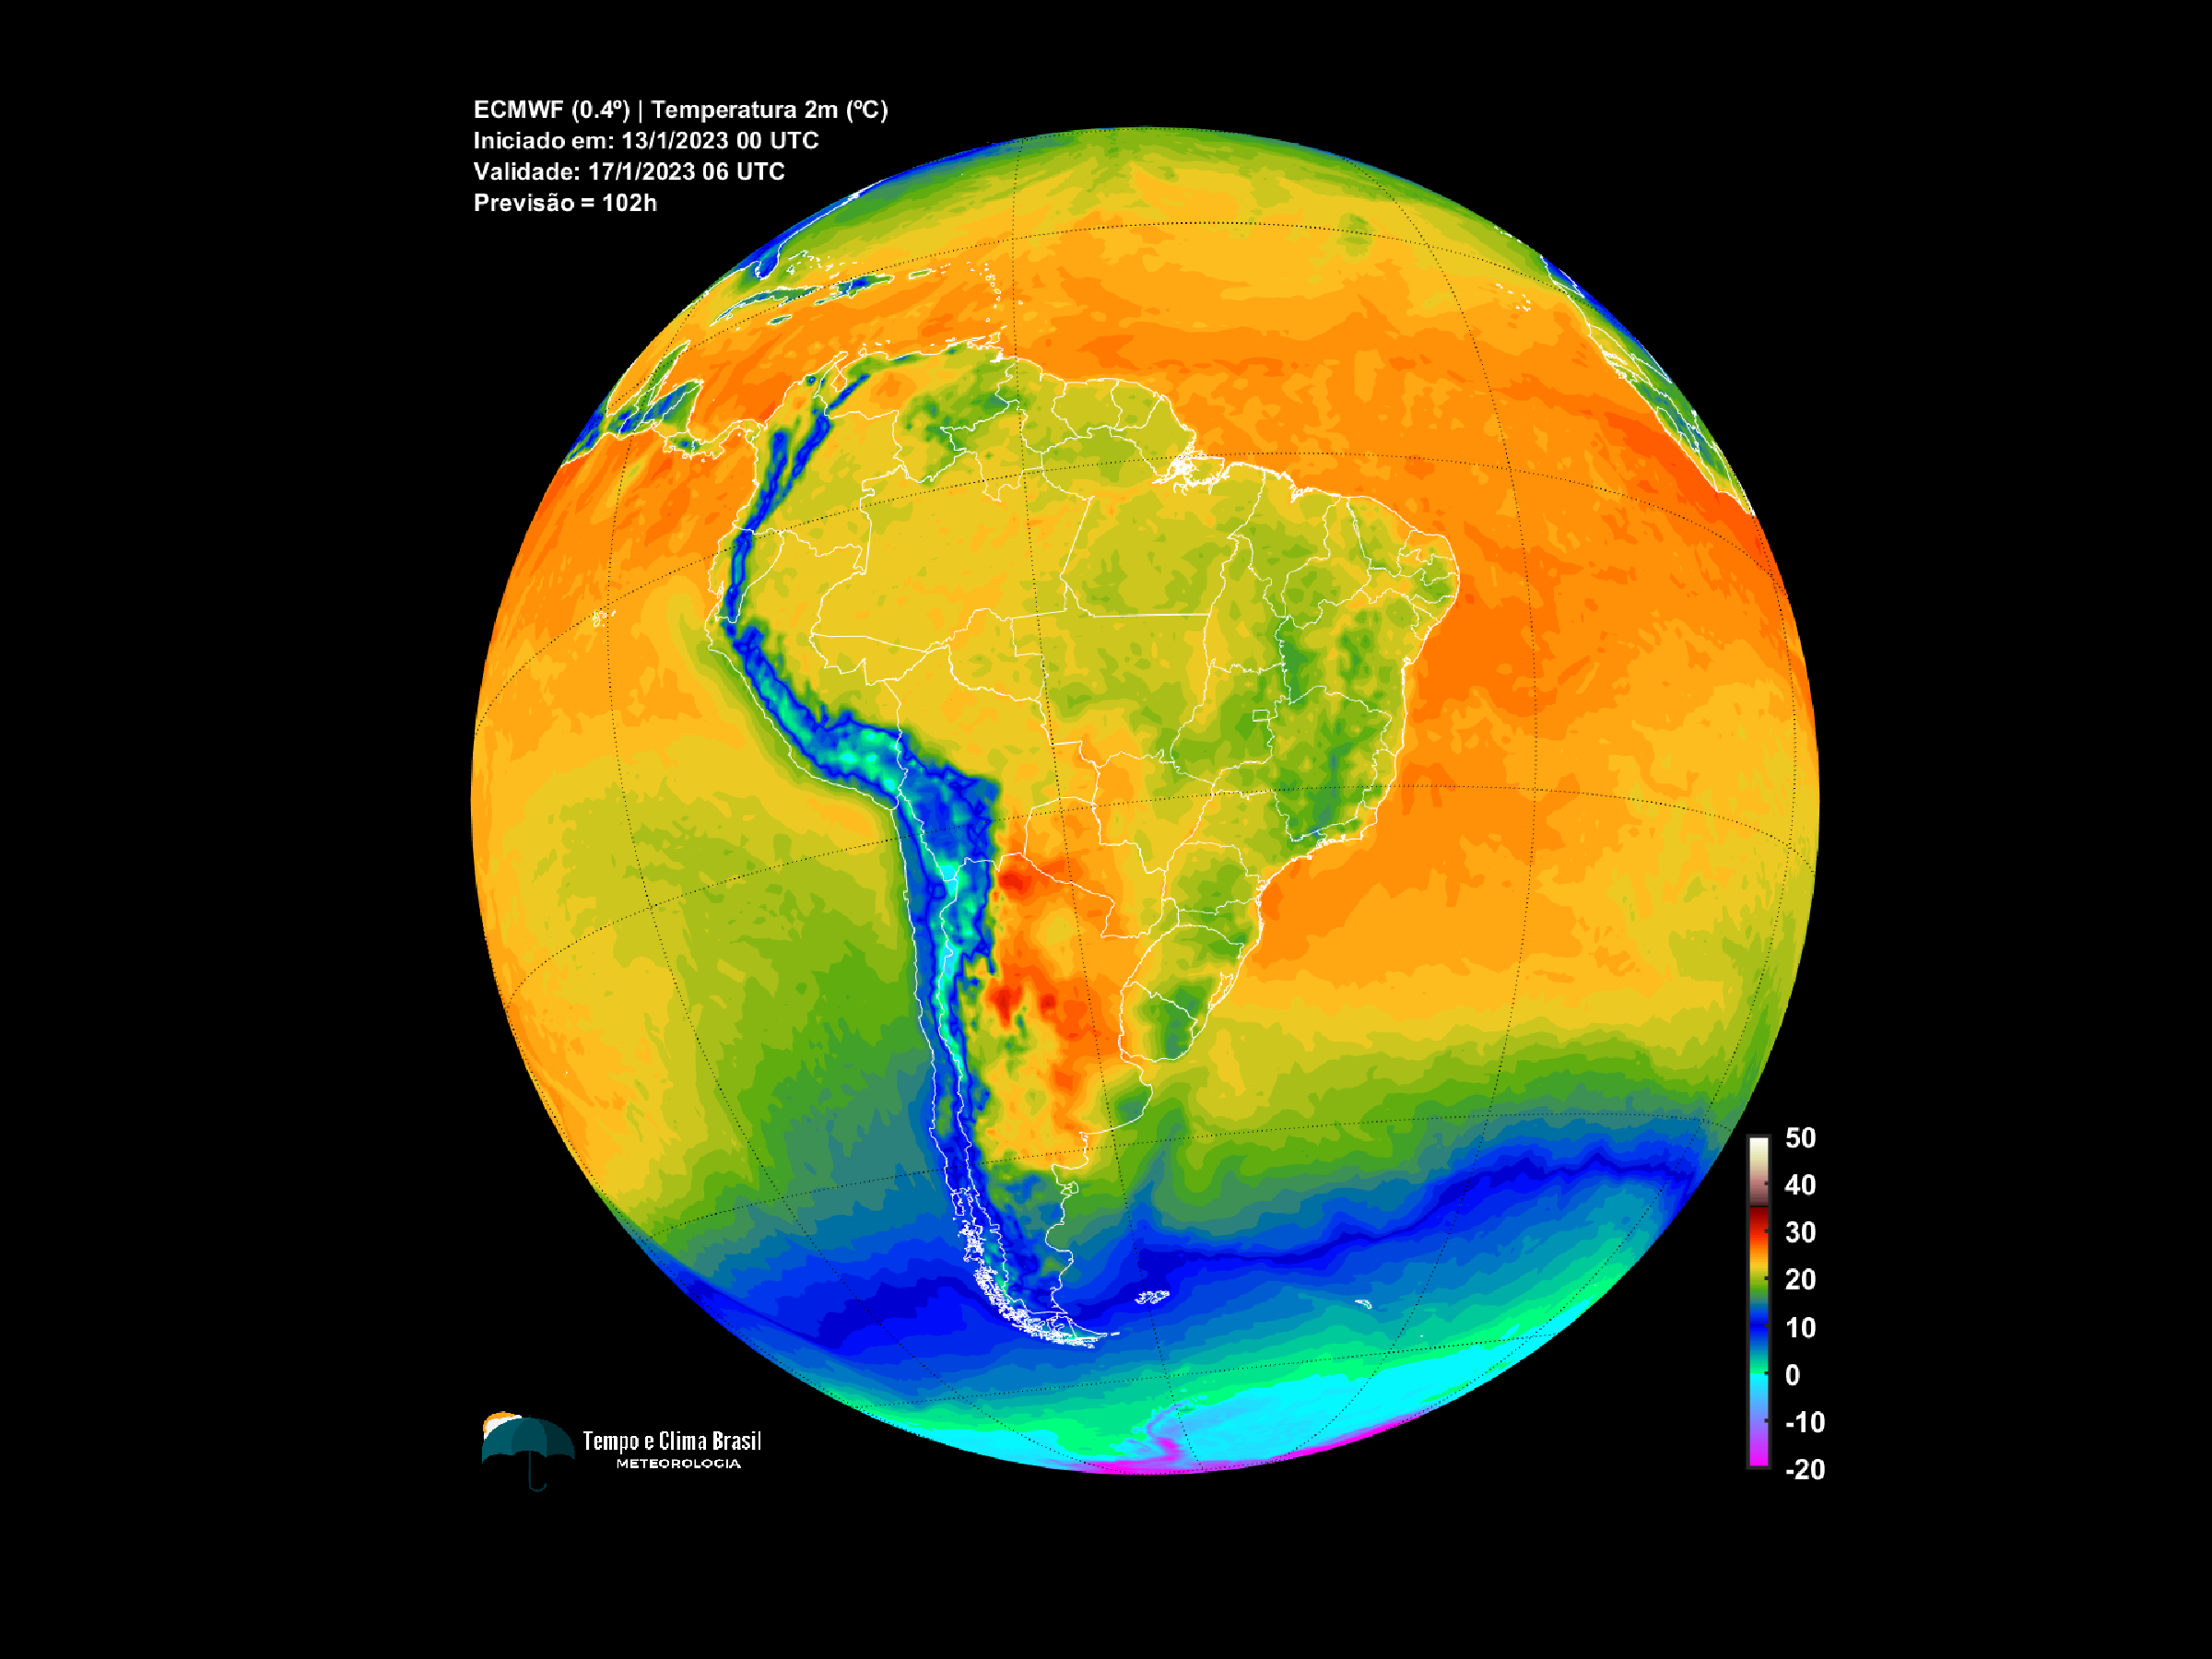 ECMWF (0.4º) | Temperatura 2m (ºC)
Iniciado em: 13/1/2023 00 UTC
Validade: 17/1/2023 06 UTC
Previsão = 102h
50
40
30
20
10
0
-10
-20
Tempo e Clima Brasil
METEOROLOGIA